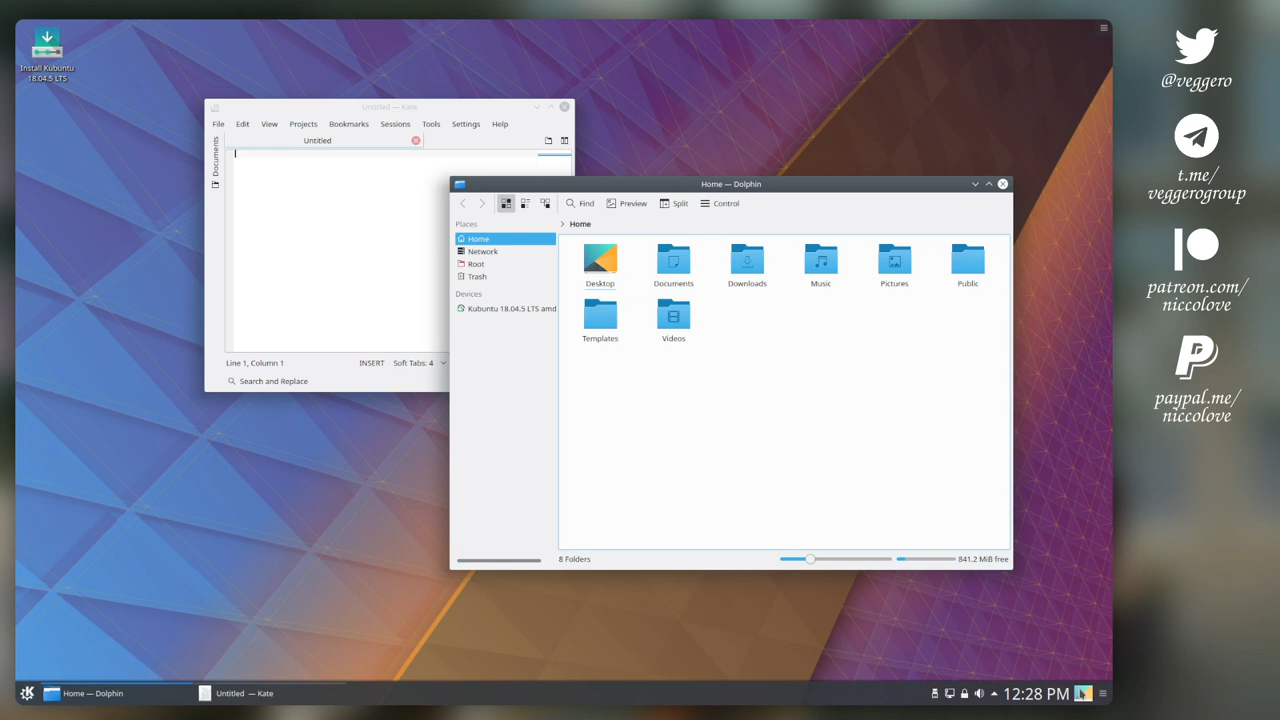 Install Kubuntu
18.04.5 LTS
Untitled — Kate
File Edit View Projects Bookmarks Sessions Tools Settings Help
Untitled
Documents
Line 1, Column 1 INSERT Soft Tabs: 4
Search and Replace
Home — Dolphin
Find Preview Split Control
Places
Home
Network
Root
Trash
Devices
Kubuntu 18.04.5 LTS amd
Home
Desktop Documents Downloads Music Pictures Public
Templates Videos
8 Folders 841.2 MiB free
Home — Dolphin Untitled — Kate 12:28 PM
@veggero
t.me/
veggerogroup
patreon.com/
niccolove
paypal.me/
niccolove